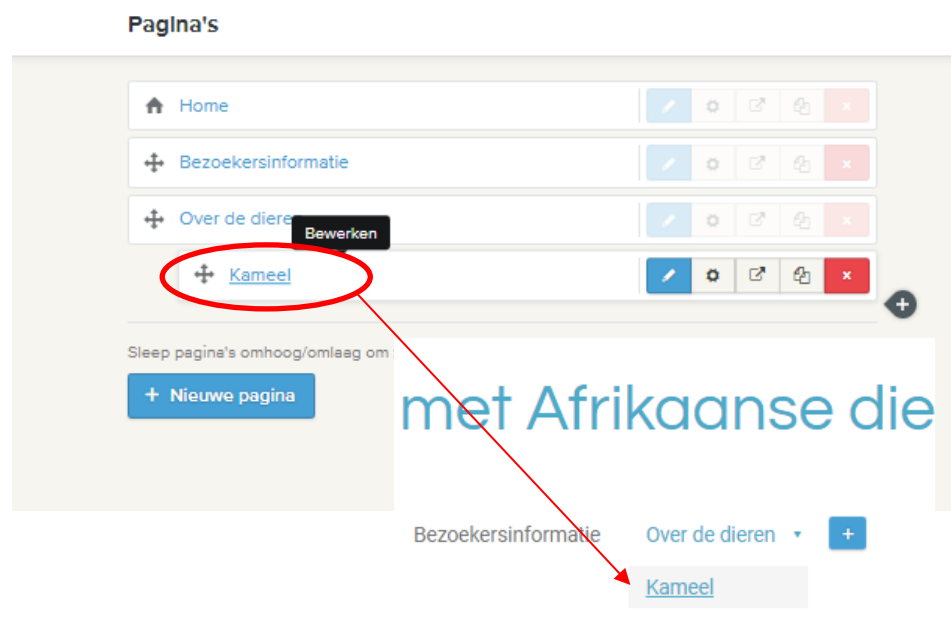 Pagina's
Home
Bezoekersinformatie
Over de dieren
Bewerken
Kameel
Sleep pagina's omhoog/omlaag om
+ Nieuwe pagina
met Afrikaanse die
Bezoekersinformatie Over de dieren +
Kameel